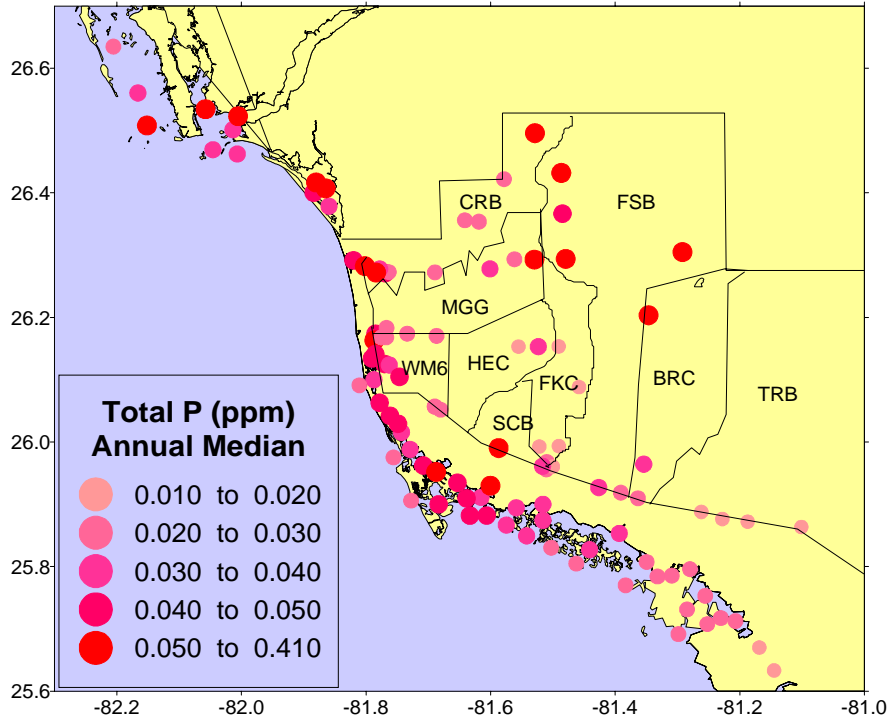 26.6
26.4
26.2
26.0
25.8
25.6
CRB
FSB
MGG
WM6
HEC
FKC
BRC
TRB
SCB
Total P (ppm)
Annual Median
0.010 to 0.020
0.020 to 0.030
0.030 to 0.040
0.040 to 0.050
0.050 to 0.410
-82.2 -82.0 -81.8 -81.6 -81.4 -81.2 -81.0